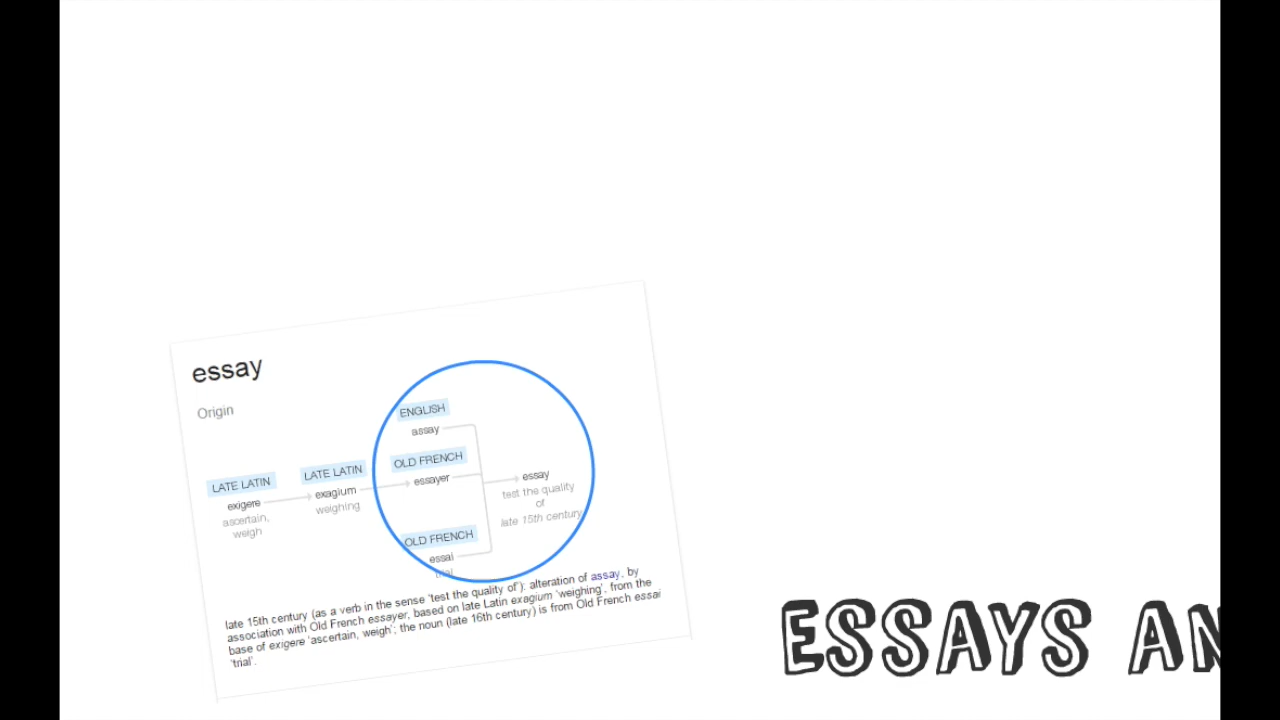 essay
Origin
ENGLISH
assay
LATE LATIN LATE LATIN OLD FRENCH
exigere exagium essayer essay
ascertain, weigh weighing test the quality of
late 15th century
OLD FRENCH
essai
trial
late 15th century (as a verb in the sense 'test the quality of'): alteration of assay, by
association with Old French essayer, based on late Latin exagium 'weighing', from the
base of exigere 'ascertain, weigh'; the noun (late 16th century) is from Old French essai
'trial'.
ESSAYS AN